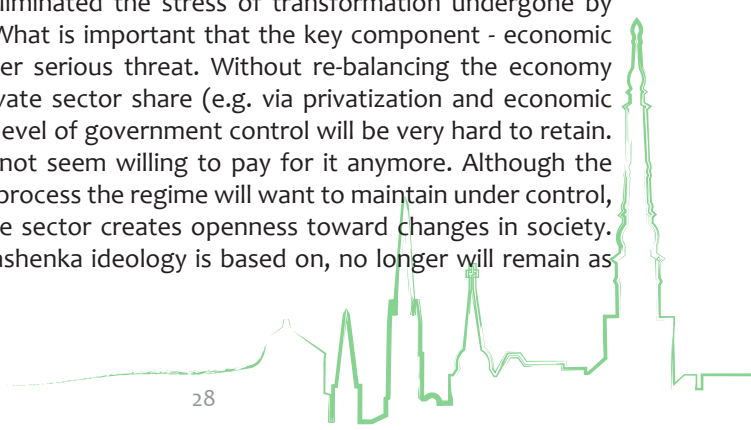 eliminated the stress of transformation undergone by
What is important that the key component - economic
er serious threat. Without re-balancing the economy
vate sector share (e.g. via privatization and economic
level of government control will be very hard to retain.
not seem willing to pay for it anymore. Although the
process the regime will want to maintain under control,
e sector creates openness toward changes in society.
ashenka ideology is based on, no longer will remain as
28